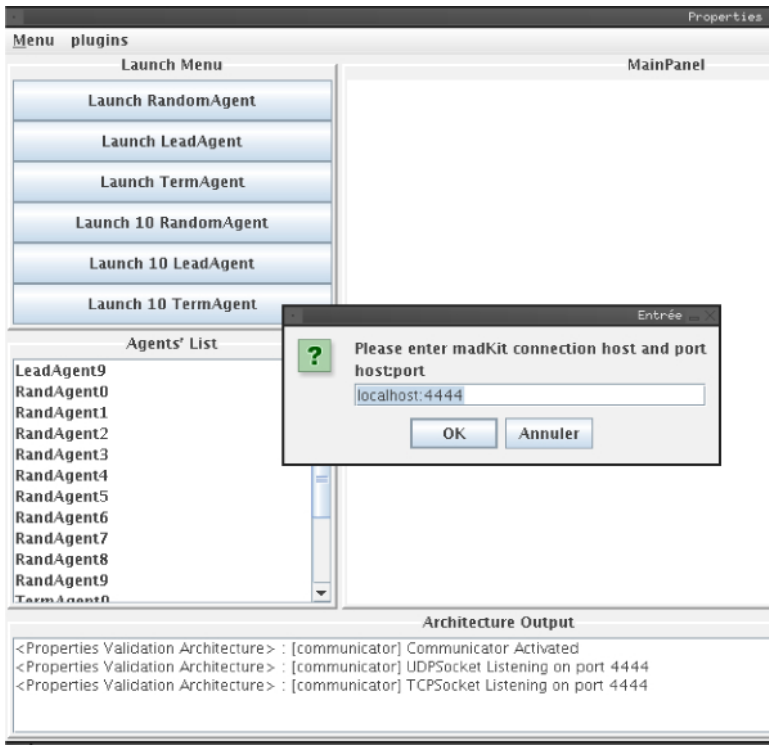 Properties
Menu plugins
Launch Menu
MainPanel
Launch RandomAgent
Launch LeadAgent
Launch TermAgent
Launch 10 RandomAgent
Launch 10 LeadAgent
Launch 10 TermAgent
Entrée
Please enter madKit connection host and port
host:port
localhost:4444
OK Annuler
Agents' List
LeadAgent9
RandAgent0
RandAgent1
RandAgent2
RandAgent3
RandAgent4
RandAgent5
RandAgent6
RandAgent7
RandAgent8
RandAgent9
TermAgent0
Architecture Output
<Properties Validation Architecture> : [communicator] Communicator Activated
<Properties Validation Architecture> : [communicator] UDPSocket Listening on port 4444
<Properties Validation Architecture> : [communicator] TCPSocket Listening on port 4444